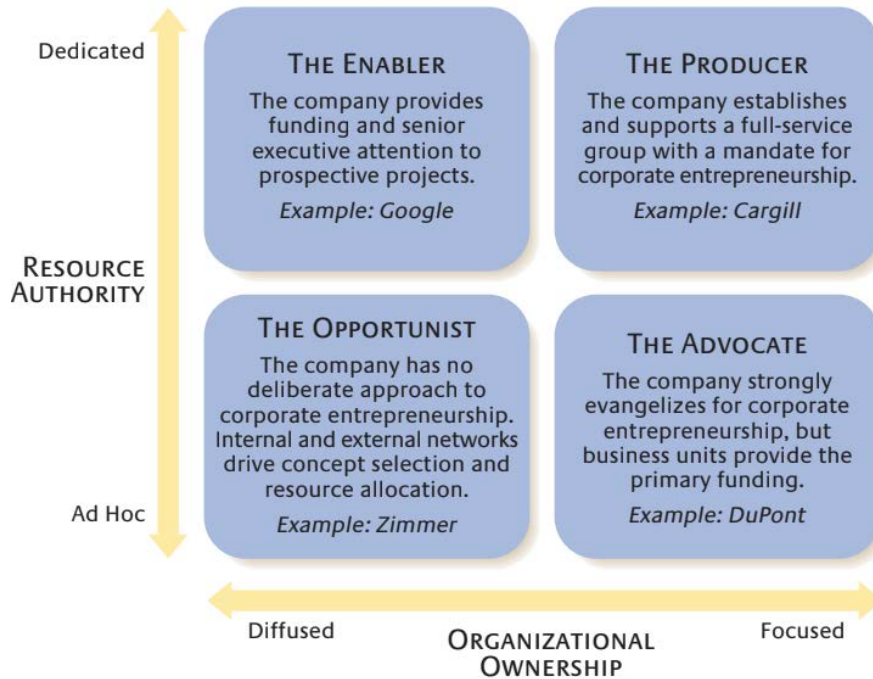 Dedicated
THE ENABLER
The company provides
funding and senior
executive attention to
prospective projects.
Example: Google
THE PRODUCER
The company establishes
and supports a full-service
group with a mandate for
corporate entrepreneurship.
Example: Cargill
RESOURCE
AUTHORITY
THE OPPORTUNIST
The company has no
deliberate approach to
corporate entrepreneurship.
Internal and external networks
drive concept selection and
resource allocation.
Example: Zimmer
THE ADVOCATE
The company strongly
evangelizes for corporate
entrepreneurship, but
business units provide the
primary funding.
Example: DuPont
Ad Hoc
Diffused
ORGANIZATIONAL
OWNERSHIP
Focused